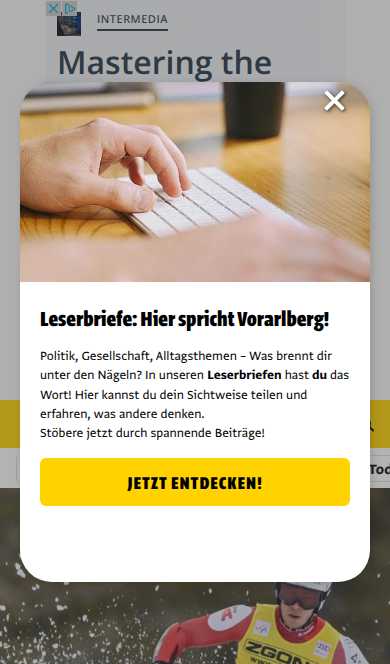 INTERMEDIA
Mastering the
Leserbriefe: Hier spricht Vorarlberg!
Politik, Gesellschaft, Alltagsthemen – Was brennt dir
unter den Nägeln? In unseren Leserbriefen hast du das
Wort! Hier kannst du dein Sichtweise teilen und
erfahren, was andere denken.
Stöbere jetzt durch spannende Beiträge!
JETZT ENTDECKEN!
Tod
ZGON